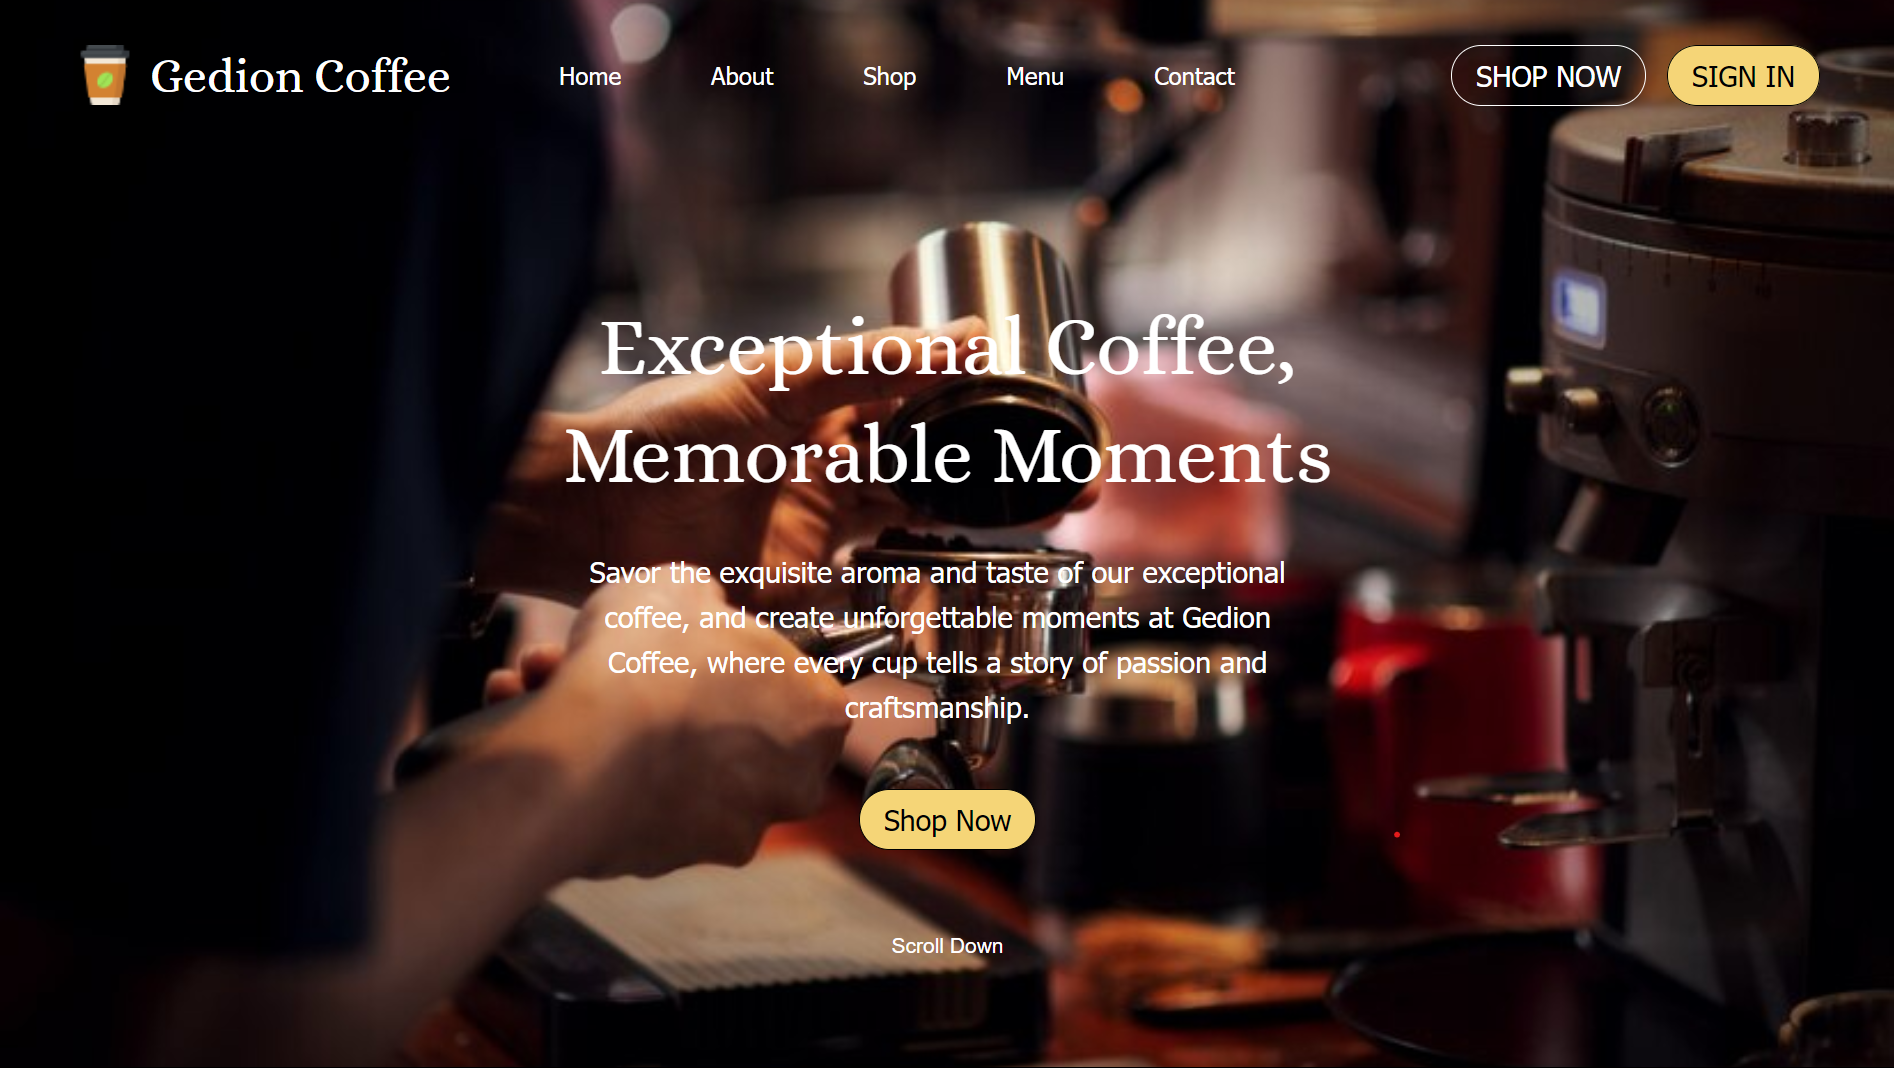 Gedion Coffee
Home
About
Shop
Menu
Contact
SHOP NOW
SIGN IN
Exceptional Coffee,
Memorable Moments
Savor the exquisite aroma and taste of our exceptional
coffee, and create unforgettable moments at Gedion
Coffee, where every cup tells a story of passion and
craftsmanship.
Shop Now
Scroll Down